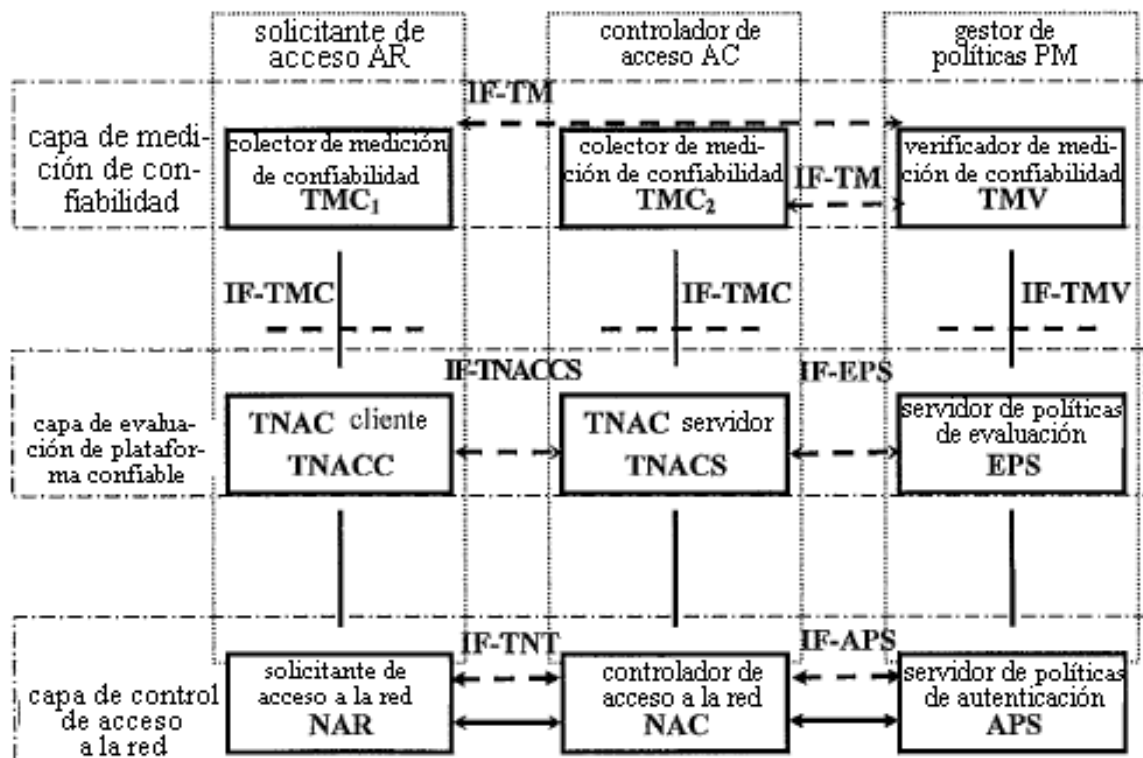 solicitante de
acceso AR
controlador de
acceso AC
gestor de
políticas PM
IF-TM
capa de medi-
ción de con-
fiabilidad
colector de medición
de confiabilidad
TMC₁
colector de medi-
ción de confiabilidad
TMC₂
IF-TM
verificador de medi-
ción de confiabilidad
TMV
IF-TMC
IF-TMC
IF-TMV
IF-TNACCS
IF-EPS
capa de evalua-
ción de platafor-
ma confiable
TNAC cliente
TNACC
TNAC servidor
TNACS
servidor de políticas
de evaluación
EPS
IF-TNT
IF-APS
capa de control
de acceso
a la red
solicitante de
acceso a la red
NAR
controlador de
acceso a la red
NAC
servidor de políticas
de autenticación
APS